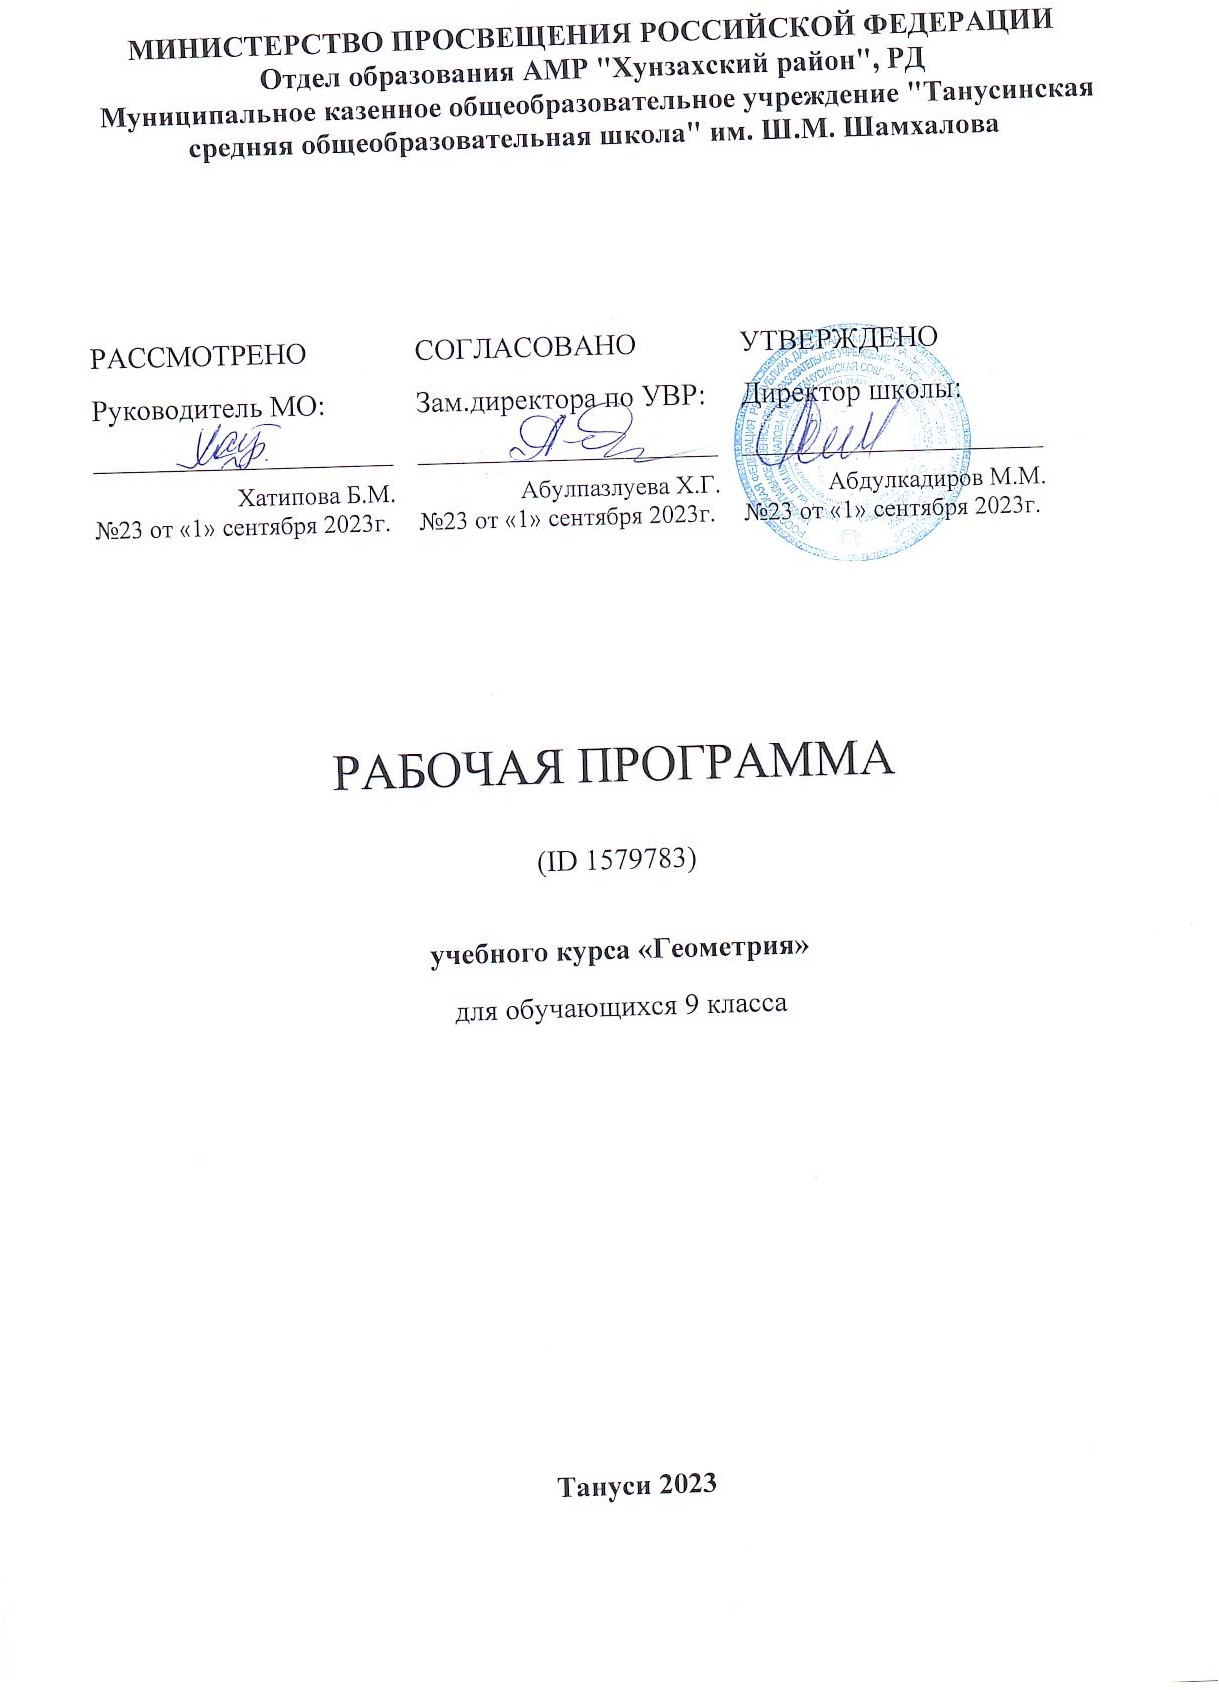 МИНИСТЕРСТВО ПРОСВЕЩЕНИЯ РОССИЙСКОЙ ФЕДЕРАЦИИ
Отдел образования АМР "Хунзахский район", РД
Муниципальное казенное общеобразовательное учреждение "Танусинская
средняя общеобразовательная школа" им. Ш.М. Шамхалова
РАССМОТРЕНО
Руководитель МО:
Хатипова Б.М.
№23 от «1» сентября 2023г.
СОГЛАСОВАНО
Зам.директора по УВР:
Абулпазлуева Х.Г.
№23 от «1» сентября 2023г.
УТВЕРЖДЕНО
Директор школы:
Абдулкадиров М.М.
№23 от «1» сентября 2023г.
РАБОЧАЯ ПРОГРАММА
(ID 1579783)
учебного курса «Геометрия»
для обучающихся 9 класса
Тануси 2023